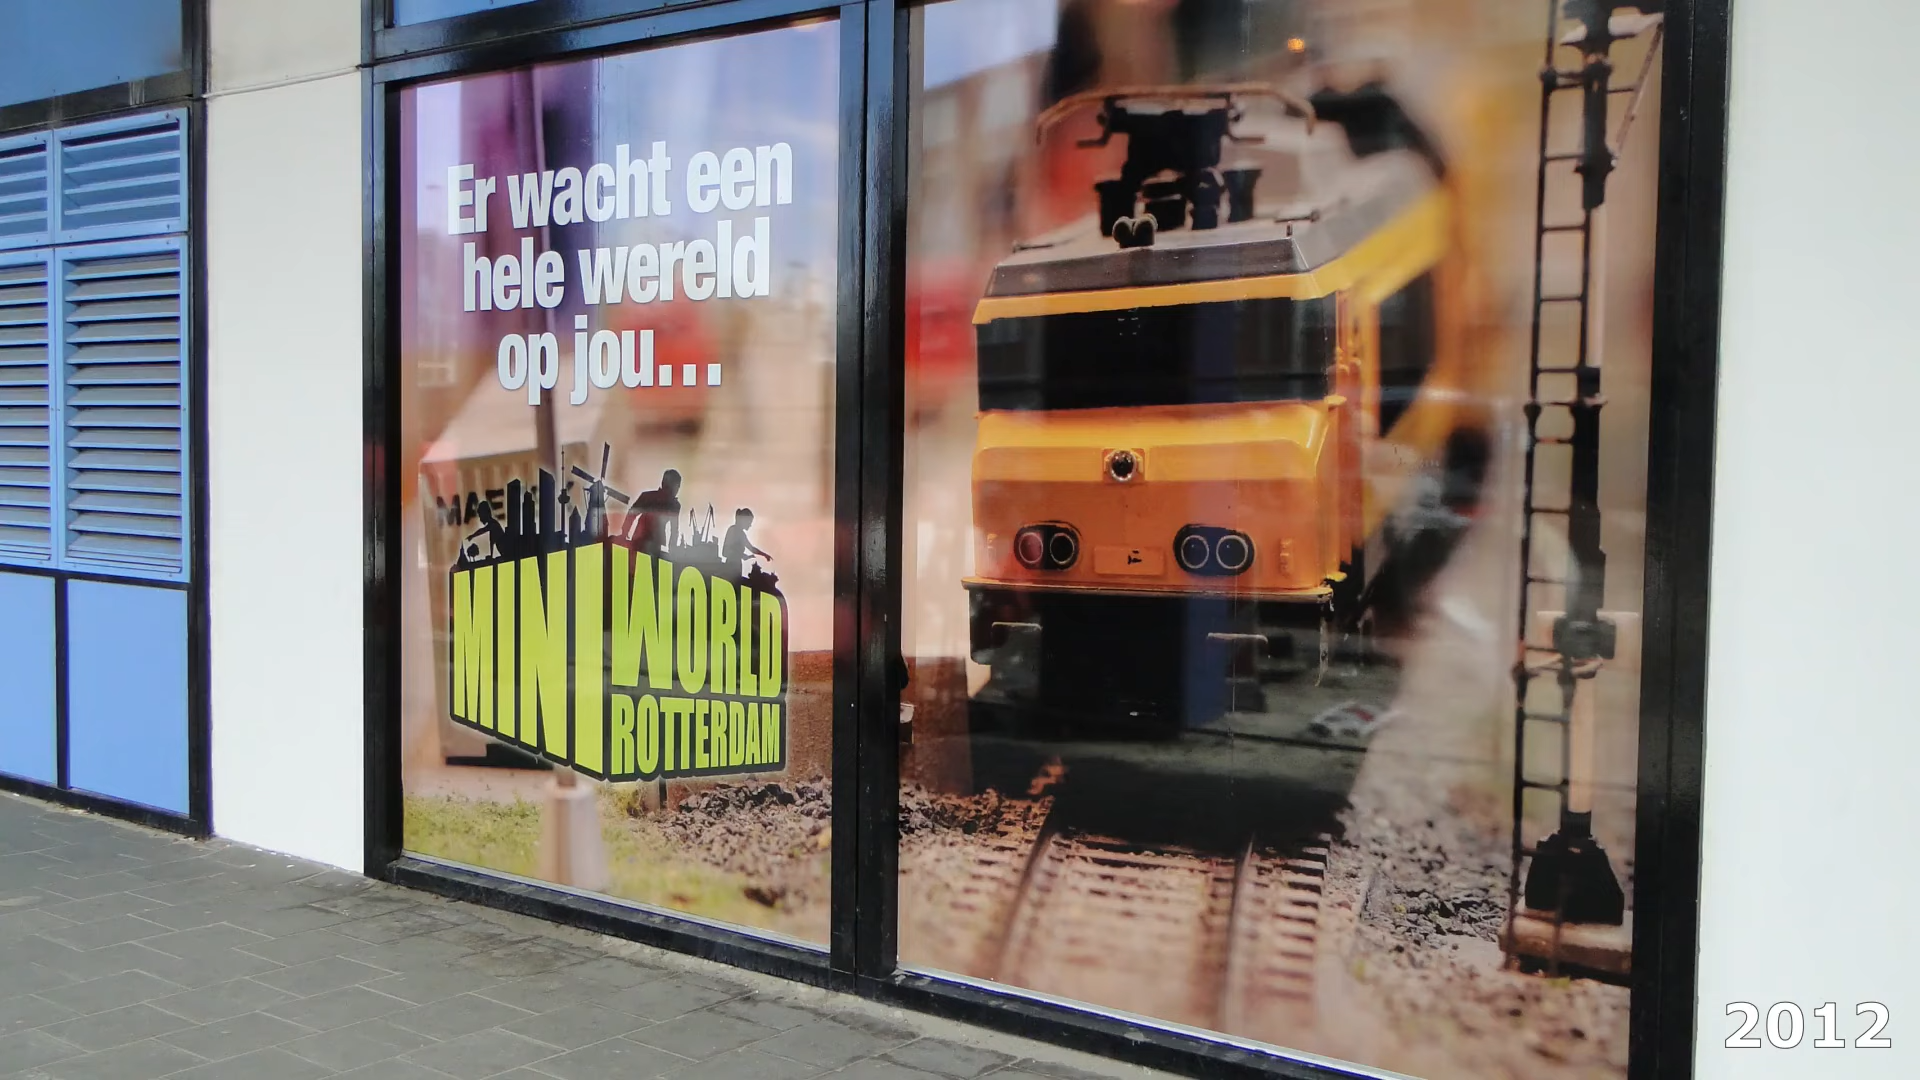 Er wacht een
hele wereld
op jou...
MINI WORLD
ROTTERDAM
2012